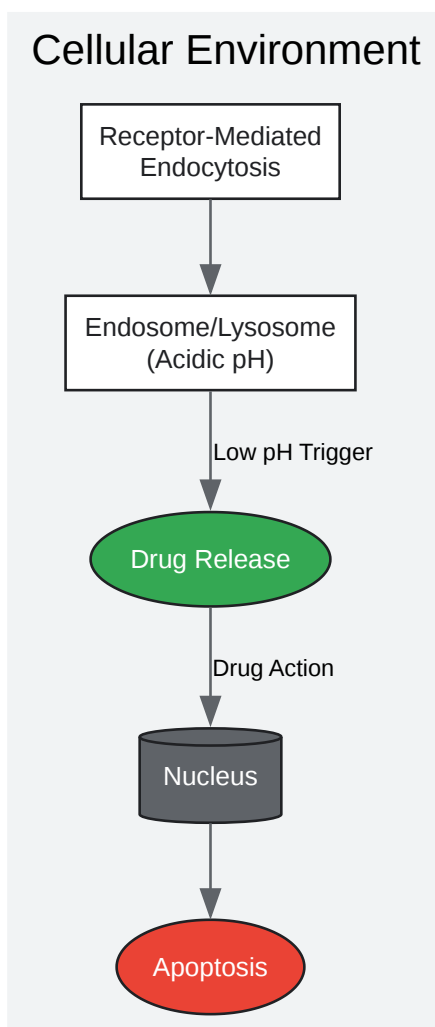 Cellular Environment
Receptor-Mediated
Endocytosis
Endosome/Lysosome
(Acidic pH)
Low pH Trigger
Drug Release
Drug Action
Nucleus
Apoptosis